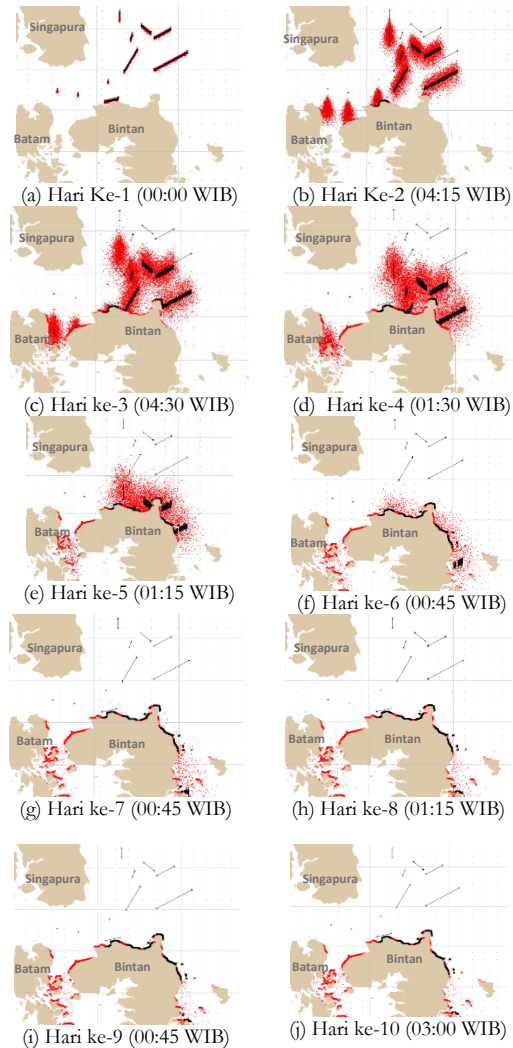 Singapura
Batam
Bintan
(a) Hari Ke-1 (00:00 WIB)
Singapura
Batam
Bintan
(b) Hari Ke-2 (04:15 WIB)
Singapura
Batam
Bintan
(c) Hari ke-3 (04:30 WIB)
Singapura
Batam
Bintan
(d) Hari ke-4 (01:30 WIB)
Singapura
Batam
Bintan
(e) Hari ke-5 (01:15 WIB)
Singapura
Batam
Bintan
(f) Hari ke-6 (00:45 WIB)
Singapura
Batam
Bintan
(g) Hari ke-7 (00:45 WIB)
Singapura
Batam
Bintan
(h) Hari ke-8 (01:15 WIB)
Singapura
Batam
Bintan
(i) Hari ke-9 (00:45 WIB)
Singapura
Batam
Bintan
(j) Hari ke-10 (03:00 WIB)